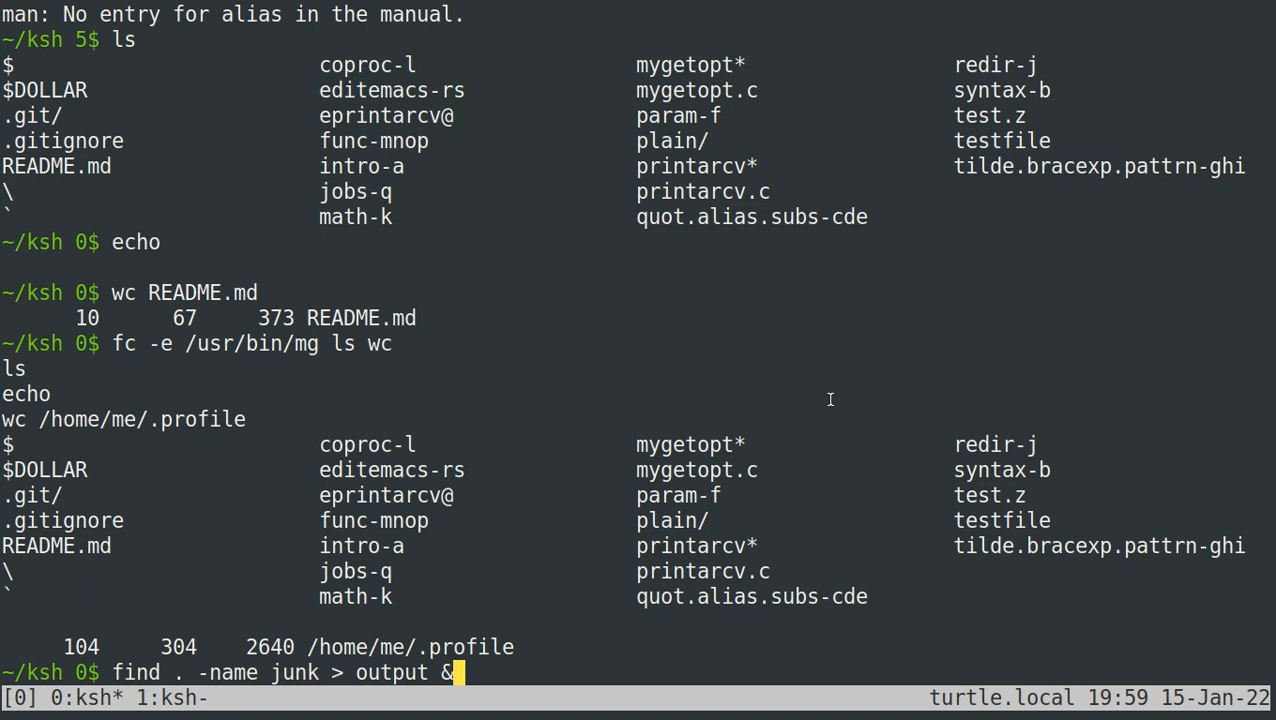 man: No entry for alias in the manual.
~/ksh 5$ ls
$ coproc-l mygetopt* redir-j
$DOLLAR editemacs-rs mygetopt.c syntax-b
.git/ eprintarcv@ param-f test.z
.gitignore func-mnop plain/ testfile
README.md intro-a printarcv* tilde.bracexp.pattrn-ghi
\ jobs-q printarcv.c
` math-k quot.alias.subs-cde
~/ksh 0$ echo
~/ksh 0$ wc README.md
10 67 373 README.md
~/ksh 0$ fc -e /usr/bin/mg ls wc
ls
echo
wc /home/me/.profile
$ coproc-l mygetopt* redir-j
$DOLLAR editemacs-rs mygetopt.c syntax-b
.git/ eprintarcv@ param-f test.z
.gitignore func-mnop plain/ testfile
README.md intro-a printarcv* tilde.bracexp.pattrn-ghi
\ jobs-q printarcv.c
` math-k quot.alias.subs-cde
104 304 2640 /home/me/.profile
~/ksh 0$ find . -name junk > output &
[0] 0:ksh* 1:ksh- turtle.local 19:59 15-Jan-22